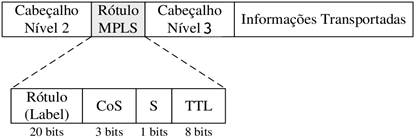 Cabeçalho
Nível 2
Rótulo
MPLS
Cabeçalho
Nível 3
Informações Transportadas
Rótulo
(Label)
CoS
S
TTL
20 bits
3 bits
1 bits
8 bits